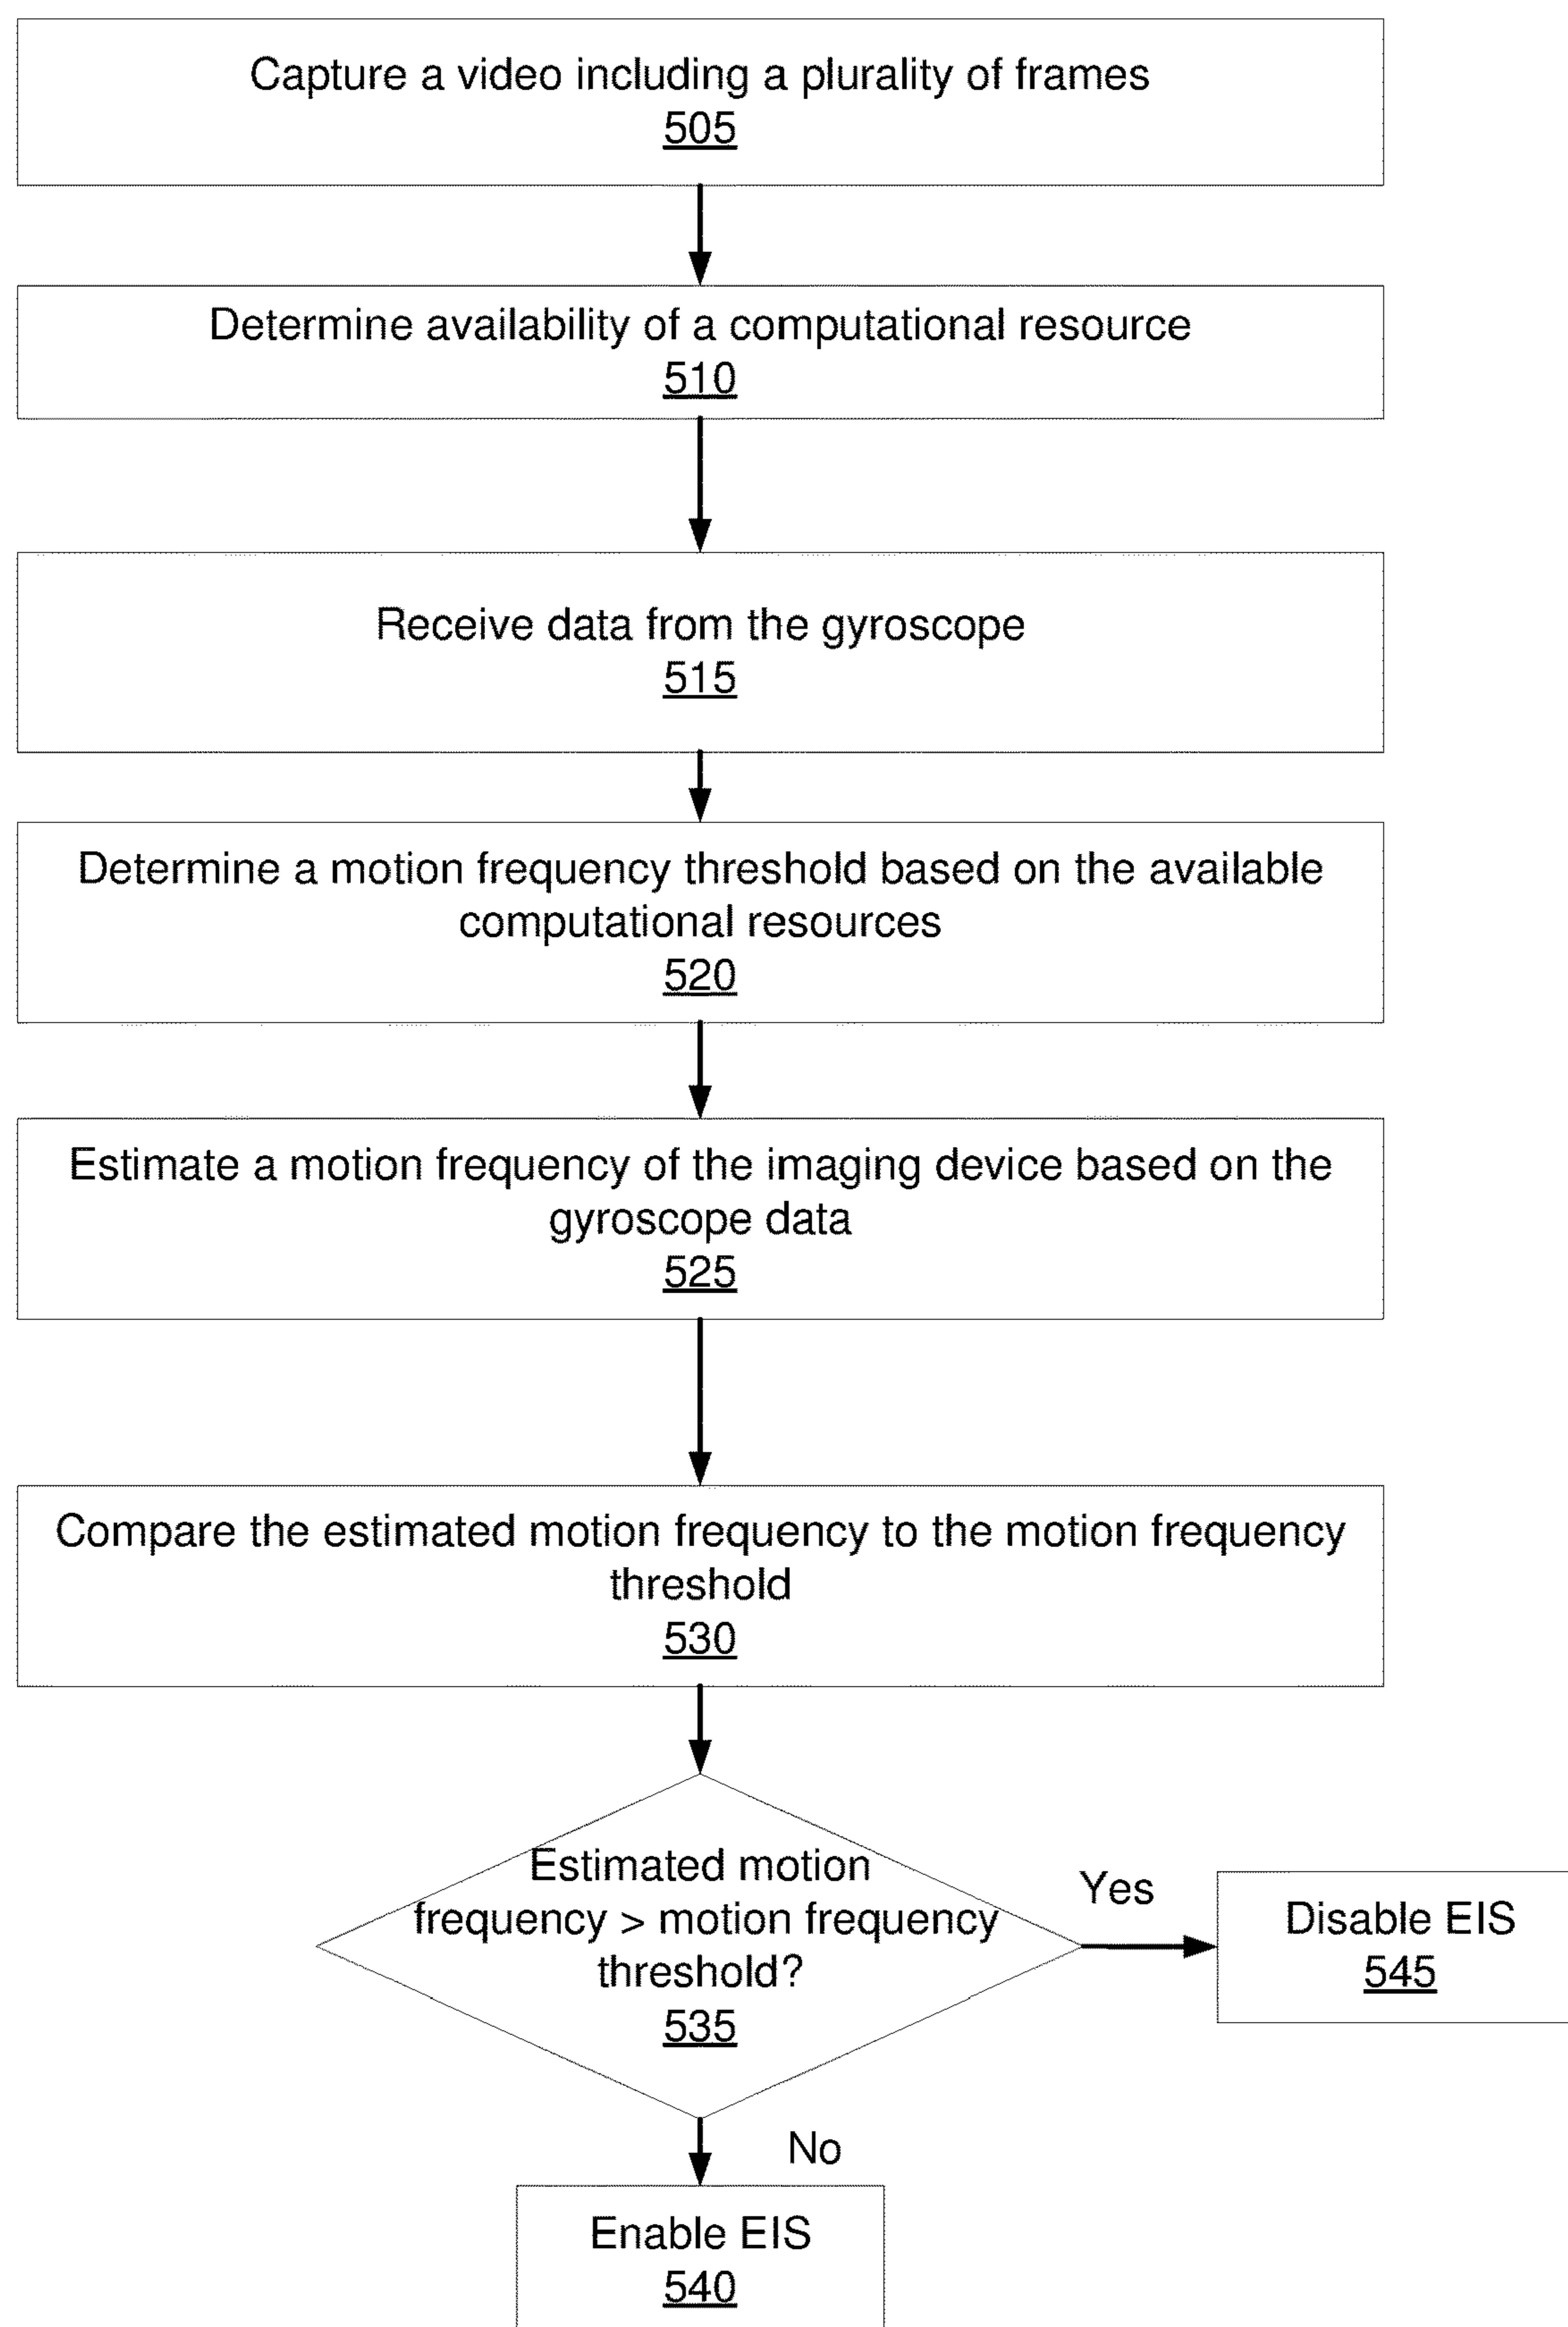 Capture a video including a plurality of frames
505
Determine availability of a computational resource
510
Receive data from the gyroscope
515
Determine a motion frequency threshold based on the available
computational resources
520
Estimate a motion frequency of the imaging device based on the
gyroscope data
525
Compare the estimated motion frequency to the motion frequency
threshold
530
Estimated motion
frequency > motion frequency
threshold?
535
Yes
Disable EIS
545
No
Enable EIS
540